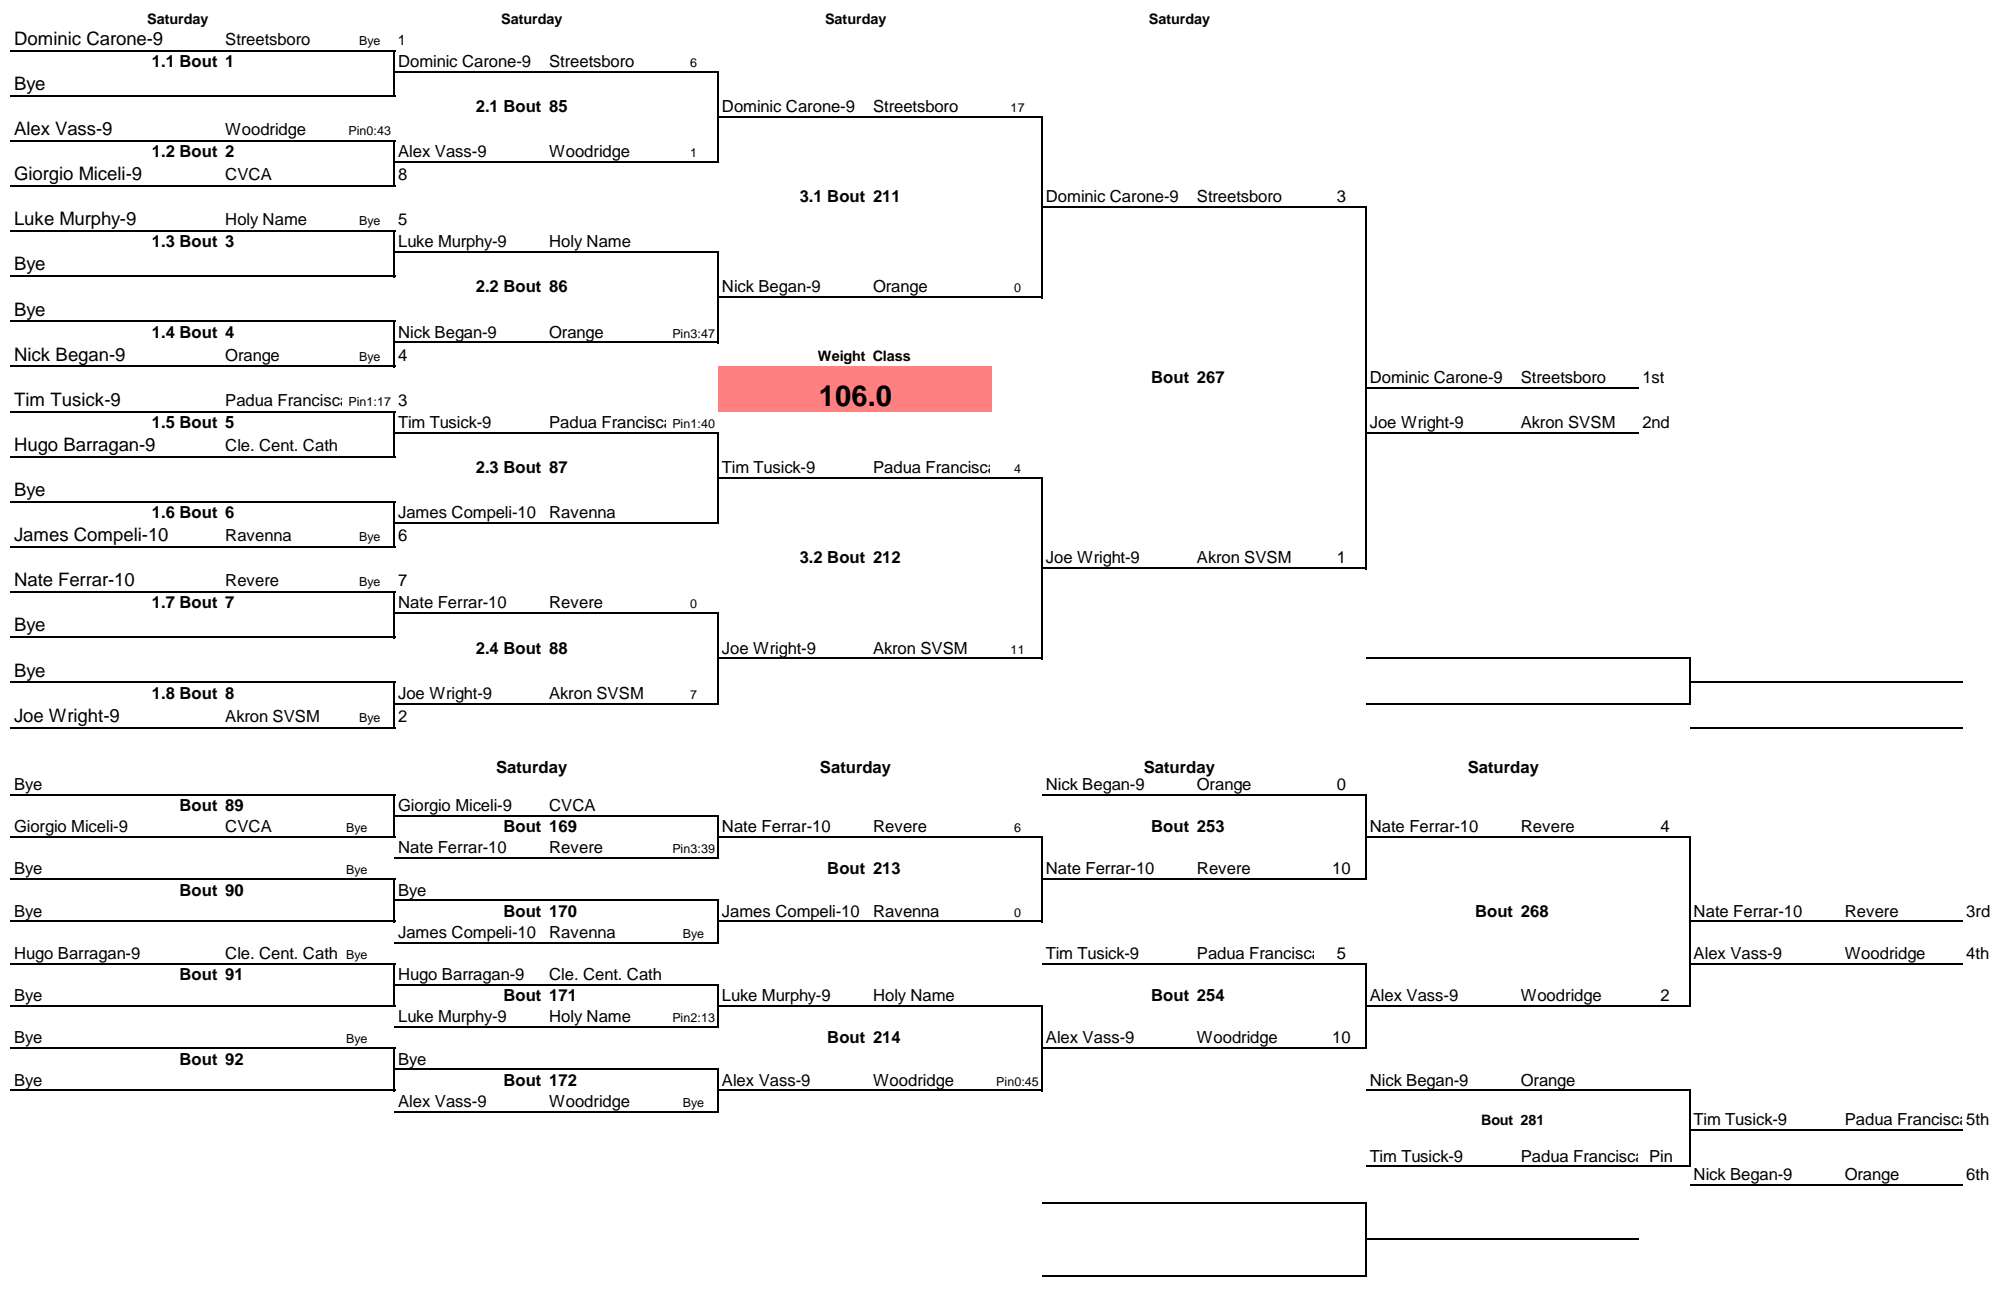 Saturday Saturday Saturday Saturday
Dominic Carone-9 Streetsboro Bye 1
1.1 Bout 1 Dominic Carone-9 Streetsboro 6
Bye
2.1 Bout 85 Dominic Carone-9 Streetsboro 17
Alex Vass-9 Woodridge Pin0:43
1.2 Bout 2 Alex Vass-9 Woodridge 1
Giorgio Miceli-9 CVCA 8
3.1 Bout 211 Dominic Carone-9 Streetsboro 3
Luke Murphy-9 Holy Name Bye 5
1.3 Bout 3 Luke Murphy-9 Holy Name
Bye
2.2 Bout 86 Nick Began-9 Orange 0
Bye
1.4 Bout 4 Nick Began-9 Orange Pin3:47
Nick Began-9 Orange Bye 4 Weight Class
Bout 267 Dominic Carone-9 Streetsboro 1st
Tim Tusick-9 Padua Francisc Pin1:17 3 106.0
1.5 Bout 5 Tim Tusick-9 Padua Francisc Pin1:40 Joe Wright-9 Akron SVSM 2nd
Hugo Barragan-9 Cle. Cent. Cath
2.3 Bout 87 Tim Tusick-9 Padua Francisc 4
Bye
1.6 Bout 6 James Compeli-10 Ravenna
James Compeli-10 Ravenna Bye 6
3.2 Bout 212 Joe Wright-9 Akron SVSM 1
Nate Ferrar-10 Revere Bye 7
1.7 Bout 7 Nate Ferrar-10 Revere 0
Bye
2.4 Bout 88 Joe Wright-9 Akron SVSM 11
Bye
1.8 Bout 8 Joe Wright-9 Akron SVSM 7
Joe Wright-9 Akron SVSM Bye 2
Saturday Saturday Saturday Saturday
Bye Nick Began-9 Orange 0
Bout 89 Giorgio Miceli-9 CVCA
Giorgio Miceli-9 CVCA Bye Bout 169 Nate Ferrar-10 Revere 6 Bout 253 Nate Ferrar-10 Revere 4
Nate Ferrar-10 Revere Pin3:39
Bye Bye Bout 213 Nate Ferrar-10 Revere 10
Bout 90 Bye
Bye Bout 170 James Compeli-10 Ravenna 0 Bout 268 Nate Ferrar-10 Revere 3rd
James Compeli-10 Ravenna Bye
Hugo Barragan-9 Cle. Cent. Cath Bye Tim Tusick-9 Padua Francisc 5 Alex Vass-9 Woodridge 4th
Bout 91 Hugo Barragan-9 Cle. Cent. Cath
Bye Bout 171 Luke Murphy-9 Holy Name Bout 254 Alex Vass-9 Woodridge 2
Luke Murphy-9 Holy Name Pin2:13
Bye Bye Bout 214 Alex Vass-9 Woodridge 10
Bout 92 Bye
Bye Bout 172 Alex Vass-9 Woodridge Pin0:45 Nick Began-9 Orange
Alex Vass-9 Woodridge Bye
Bout 281 Tim Tusick-9 Padua Francisc 5th
Tim Tusick-9 Padua Francisc Pin
Nick Began-9 Orange 6th